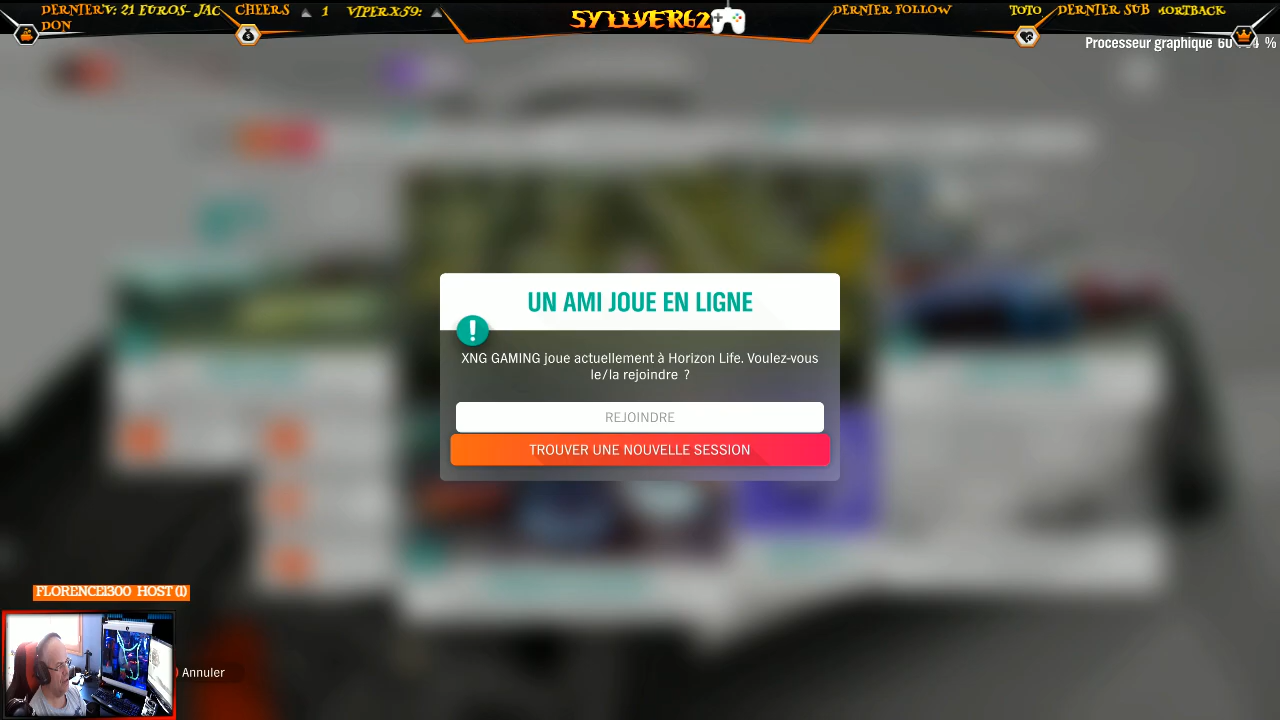 DERNIER
V: 21 EUROS- JAC
DON
CHEERS
1
VIPERX59:
SYLLVER62
DERNIER FOLLOW
TOTO
DERNIER SUB
MORTBACK
Processeur graphique 60
%
UN AMI JOUE EN LIGNE
!
XNG GAMING joue actuellement à Horizon Life. Voulez-vous
le/la rejoindre ?
REJOINDRE
TROUVER UNE NOUVELLE SESSION
FLORENCE1300 HOST (1)
Annuler